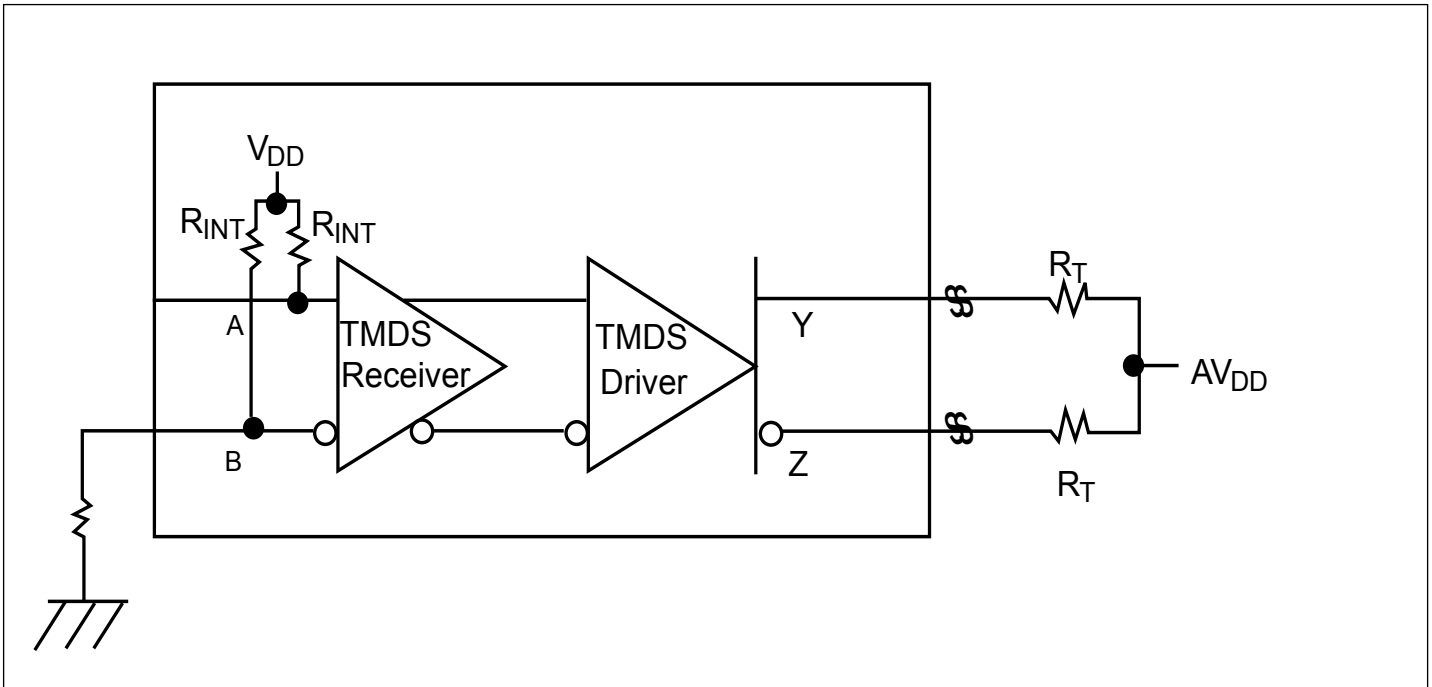 VDD
RINT
RINT
A
TMDS
Receiver
B
TMDS
Driver
Y
Z
RT
AVDD
RT